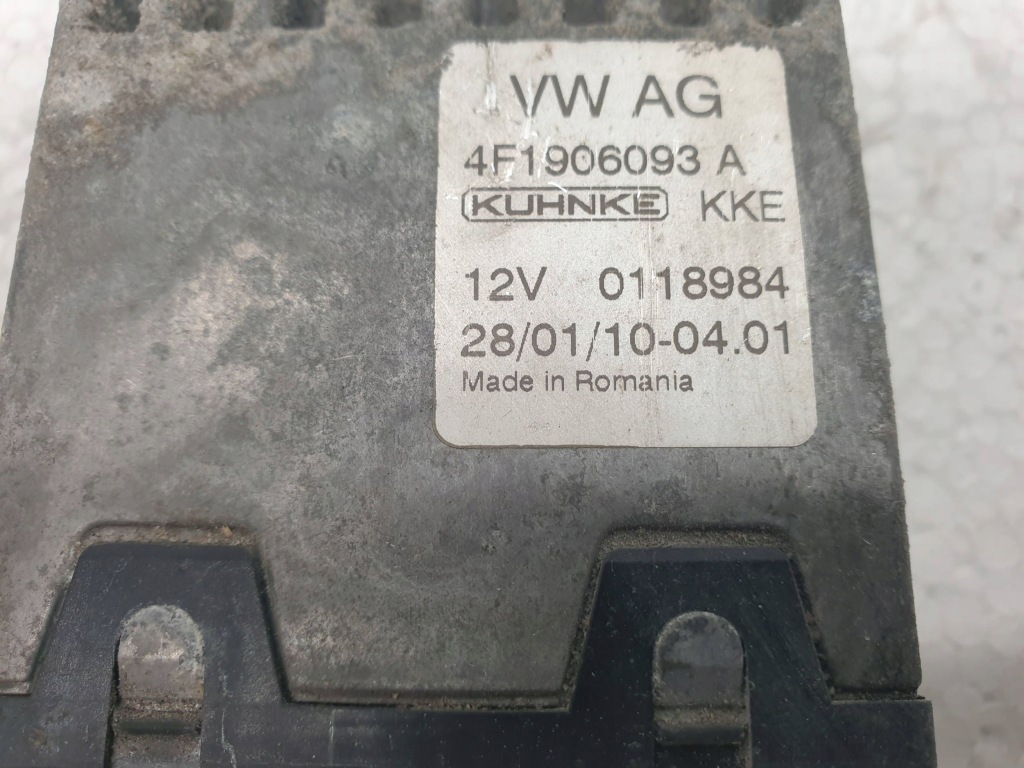 VW AG
4F1906093 A
KUHNKE KKE
12V 0118984
28/01/10-04.01
Made in Romania